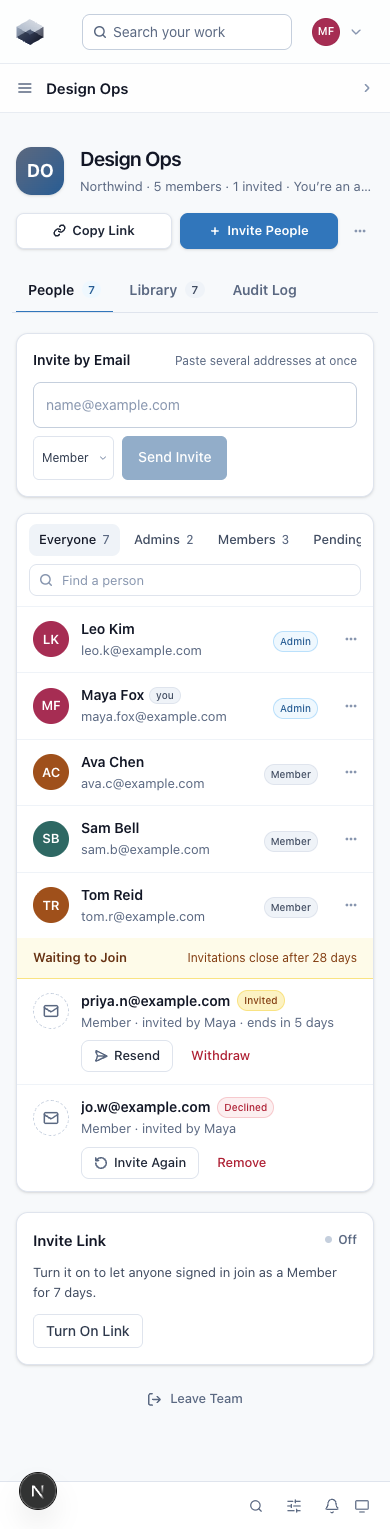 Search your work
MF
Design Ops
DO
Design Ops
Northwind · 5 members · 1 invited · You're an a...
Copy Link
+ Invite People
People 7
Library 7
Audit Log
Invite by Email
Paste several addresses at once
name@example.com
Member
Send Invite
Everyone 7
Admins 2
Members 3
Pending
Find a person
LK
Leo Kim
leo.k@example.com
Admin
MF
Maya Fox you
maya.fox@example.com
Admin
AC
Ava Chen
ava.c@example.com
Member
SB
Sam Bell
sam.b@example.com
Member
TR
Tom Reid
tom.r@example.com
Member
Waiting to Join
Invitations close after 28 days
priya.n@example.com Invited
Member · invited by Maya · ends in 5 days
Resend
Withdraw
jo.w@example.com Declined
Member · invited by Maya
Invite Again
Remove
Invite Link
Off
Turn it on to let anyone signed in join as a Member
for 7 days.
Turn On Link
Leave Team
N